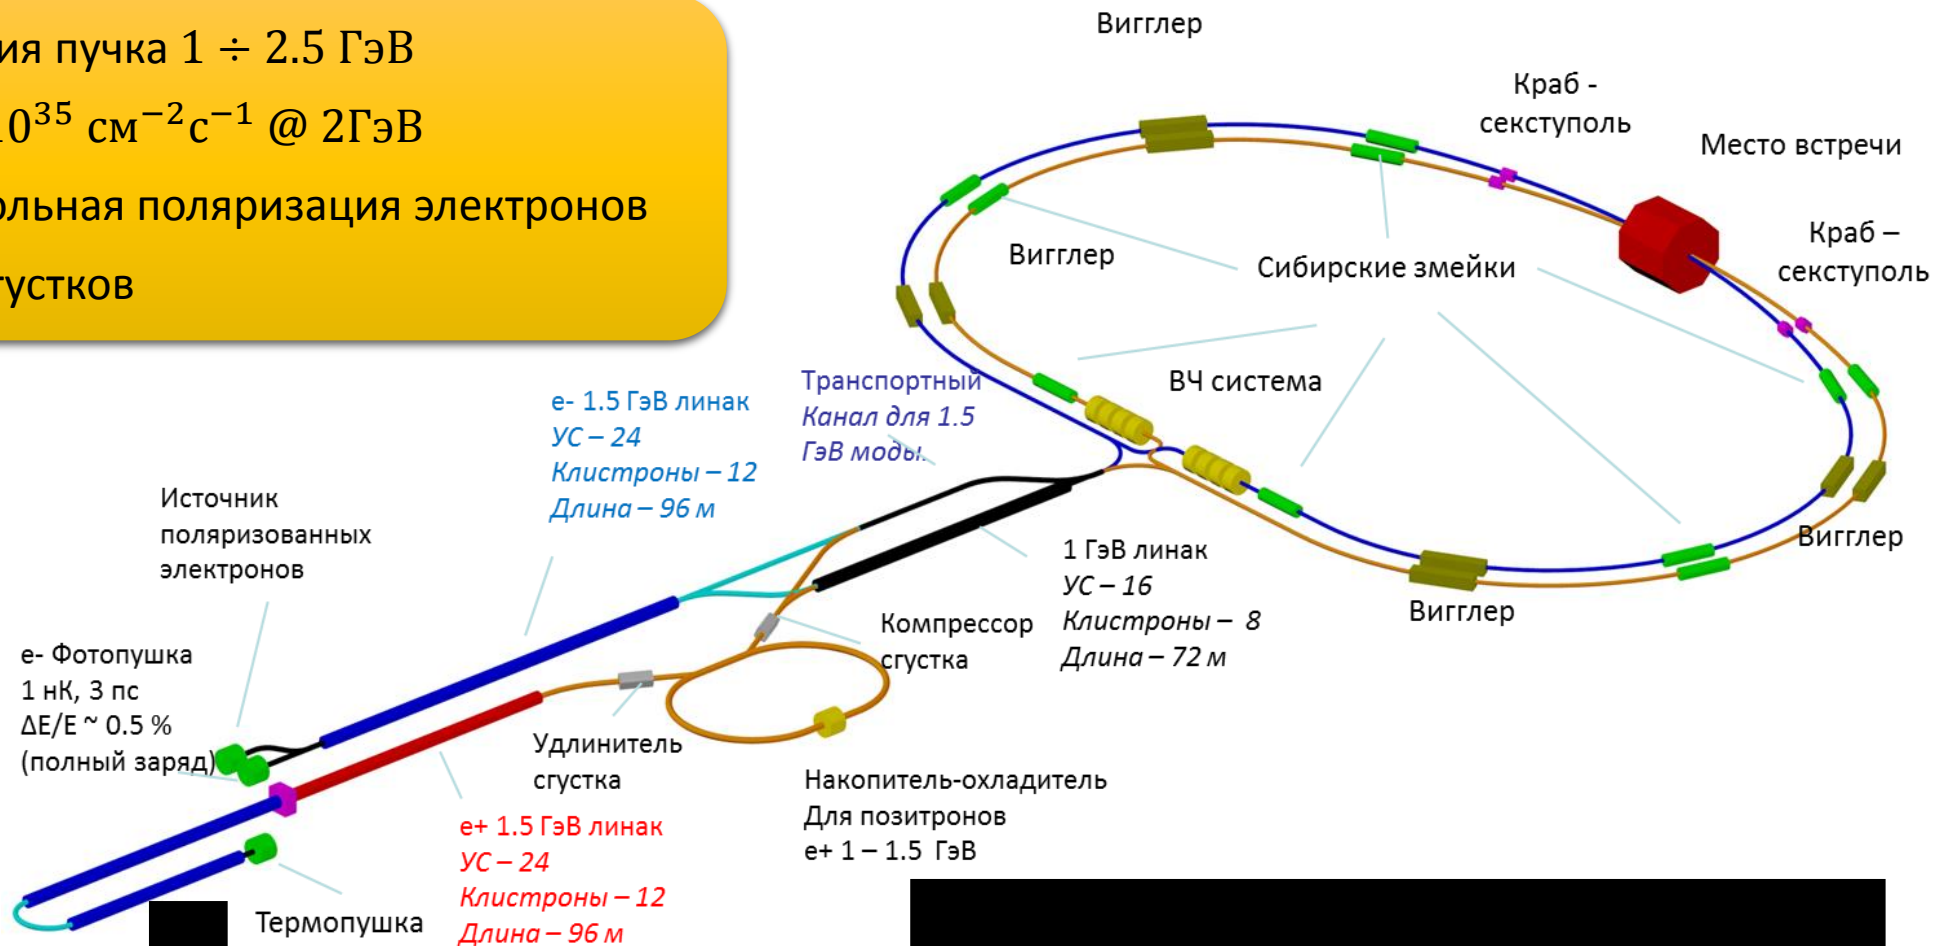 ия пучка 1 ÷ 2.5 ГэВ
10³⁵ см⁻²с⁻¹ @ 2ГэВ
ольная поляризация электронов
густков
Вигглер
Краб -
секступоль
Место встречи
Краб –
секступоль
Вигглер
Сибирские змейки
ВЧ система
Транспортный
Канал для 1.5
ГэВ моды.
e- 1.5 ГэВ линак
УС – 24
Клистроны – 12
Длина – 96 м
Источник
поляризованных
электронов
1 ГэВ линак
УС – 16
Клистроны – 8
Длина – 72 м
Вигглер
Вигглер
Компрессор
сгустка
e- Фотопушка
1 нК, 3 пс
ΔE/E ~ 0.5 %
(полный заряд)
Удлинитель
сгустка
Накопитель-охладитель
Для позитронов
e+ 1 – 1.5 ГэВ
e+ 1.5 ГэВ линак
УС – 24
Клистроны – 12
Длина – 96 м
Термопушка